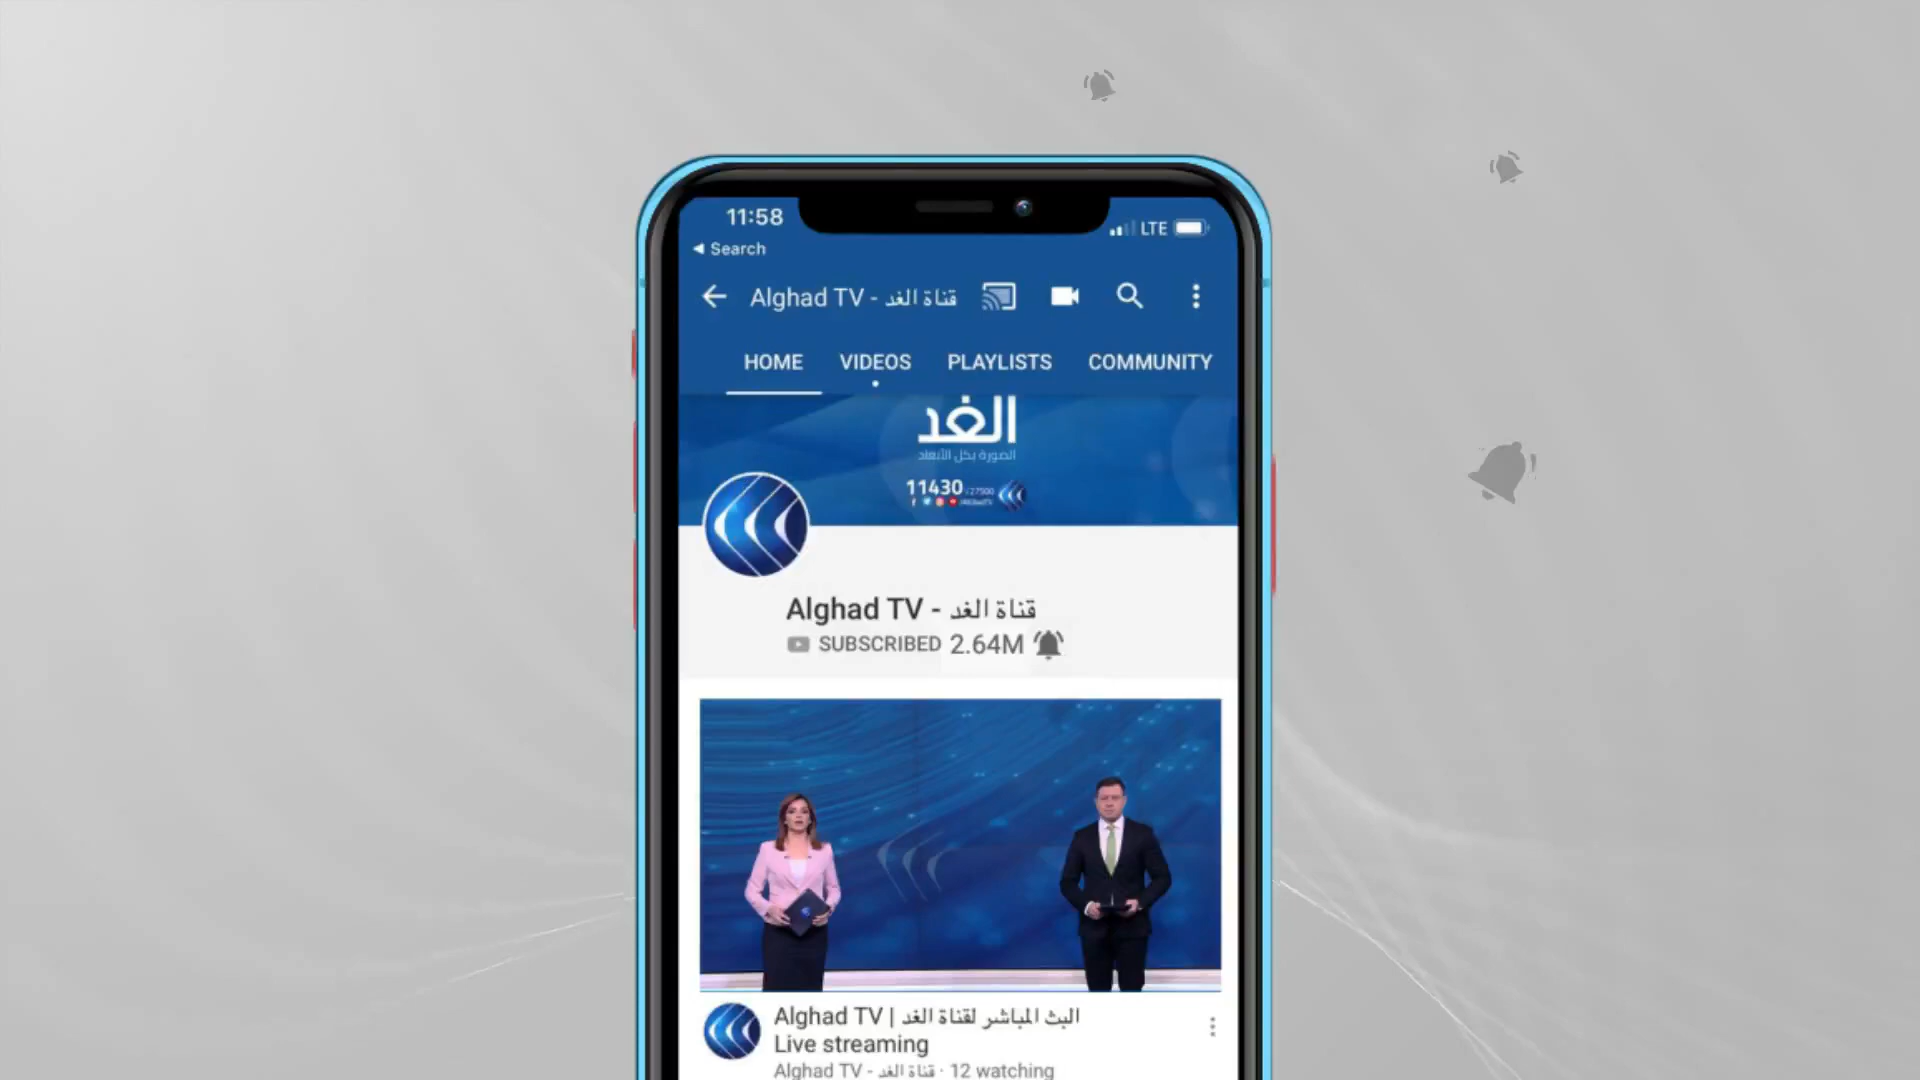 11:58
LTE
◀ Search
Alghad TV - قناة الغد
HOME VIDEOS PLAYLISTS COMMUNITY
الغد
الصورة بكل الأبعاد
11430 27500
Alghad TV - قناة الغد
SUBSCRIBED 2.64M
Alghad TV | البث المباشر لقناة الغد
Live streaming
Alghad TV - قناة الغد · 12 watching